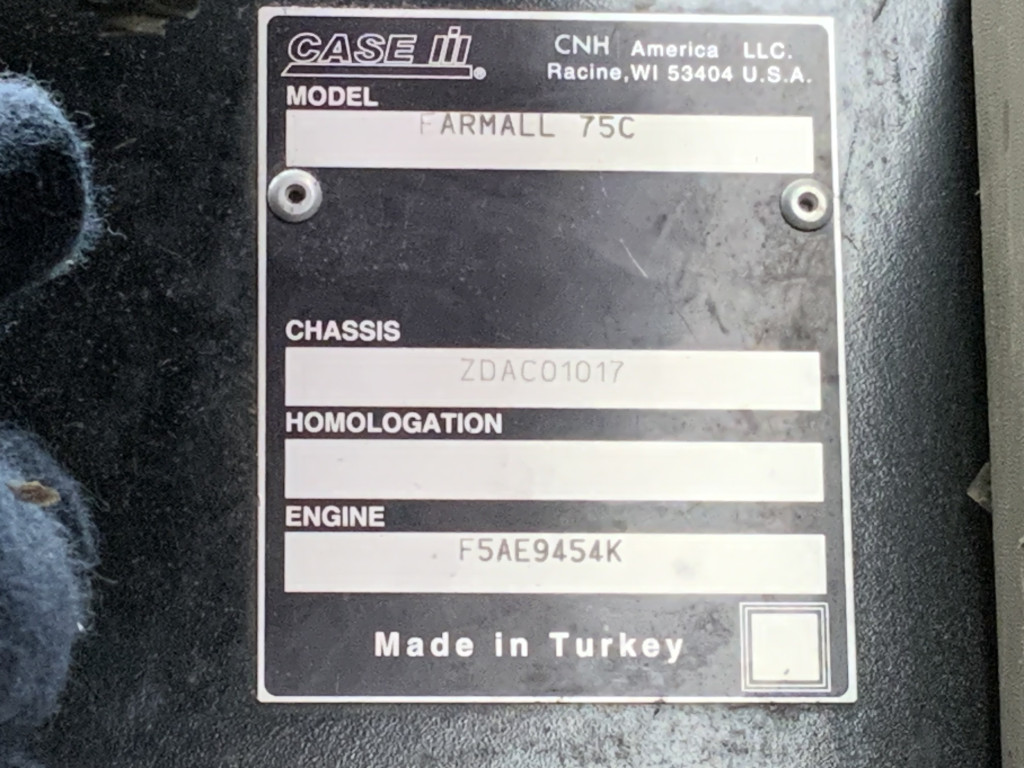 CASE IH® CNH America LLC.
Racine,WI 53404 U.S.A.
MODEL
FARMALL 75C
CHASSIS
ZDAC01017
HOMOLOGATION
ENGINE
F5AE9454K
Made in Turkey